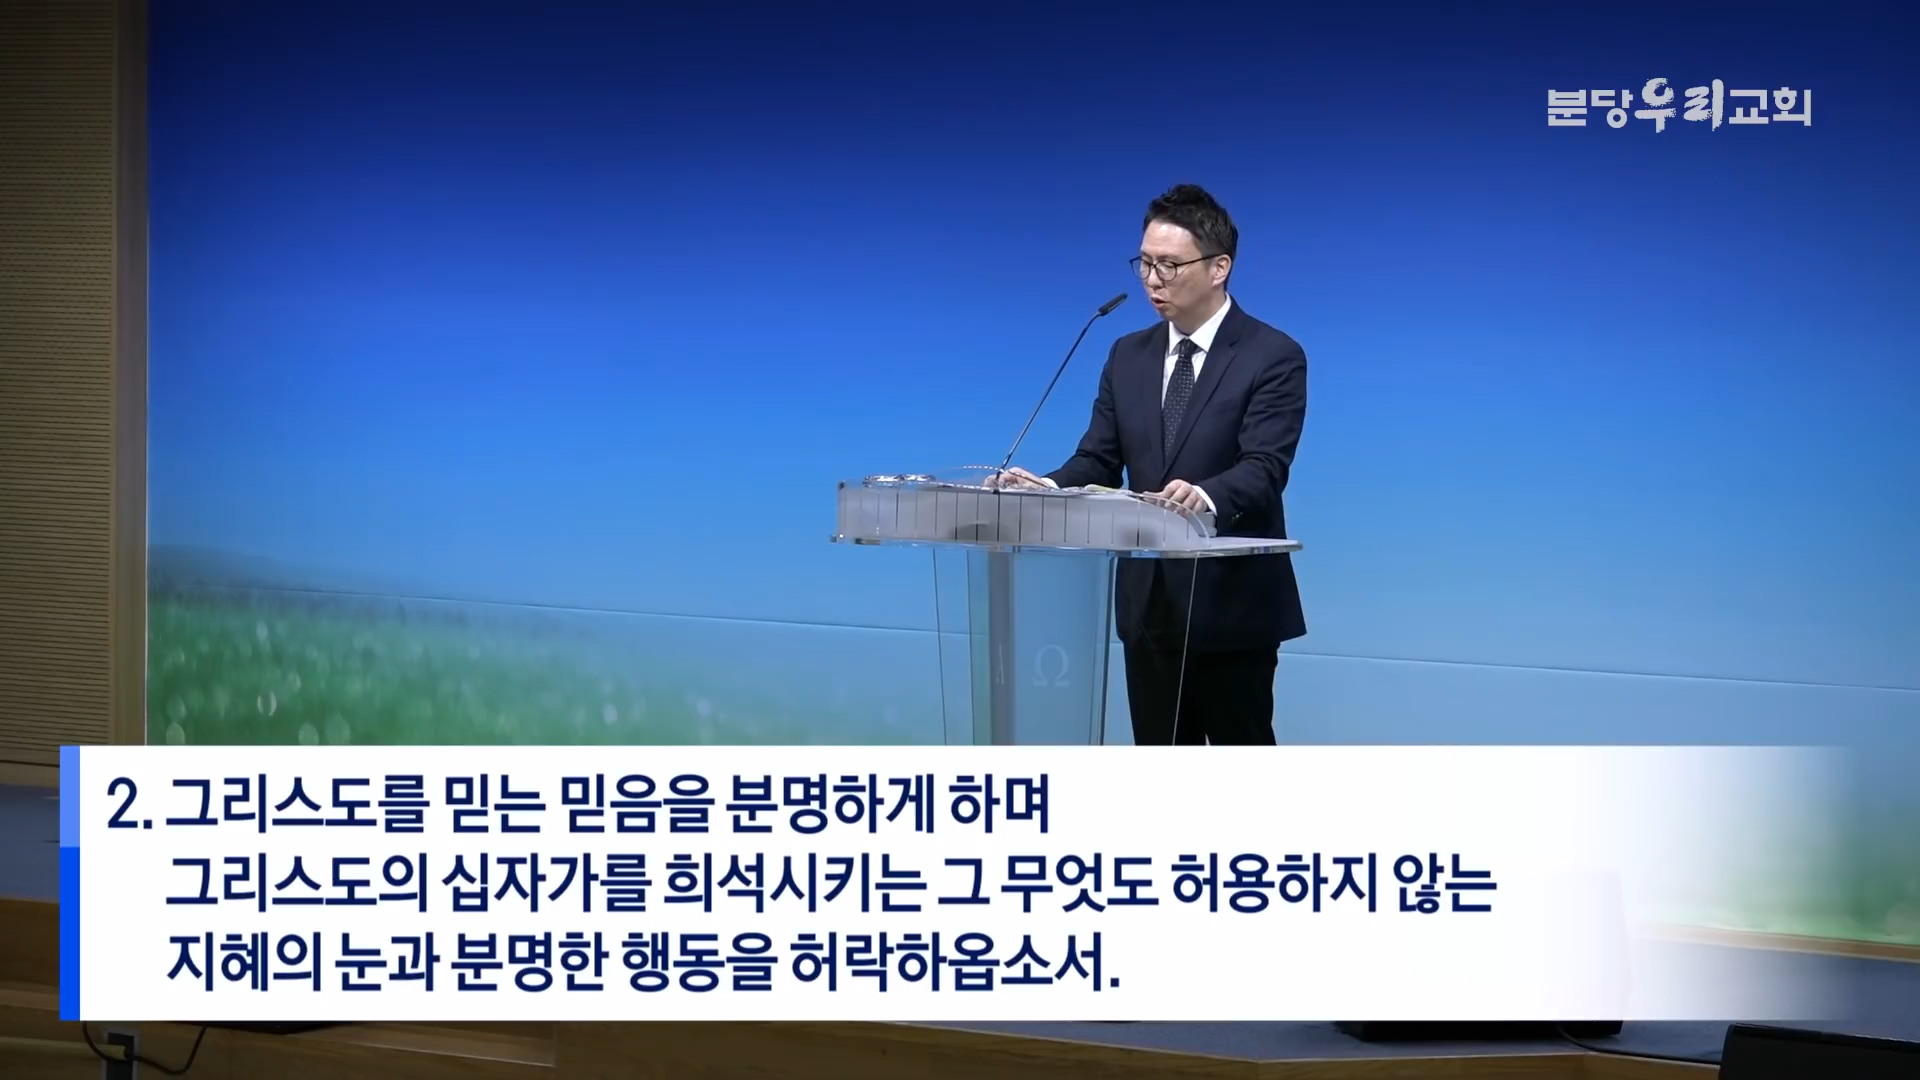 분당우리교회
Α Ω
2. 그리스도를 믿는 믿음을 분명하게 하며
그리스도의 십자가를 희석시키는 그 무엇도 허용하지 않는
지혜의 눈과 분명한 행동을 허락하옵소서.